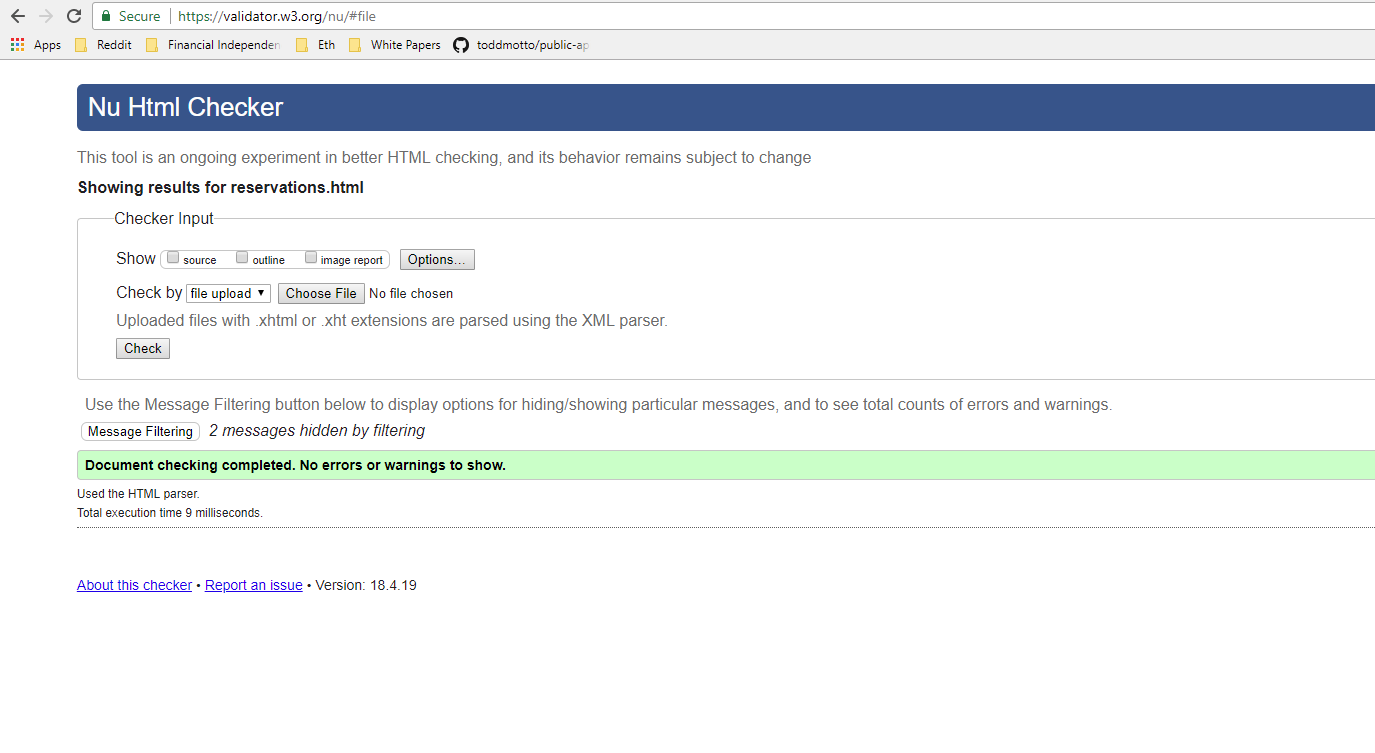 Secure https://validator.w3.org/nu/#file
Apps Reddit Financial Independen Eth White Papers toddmotto/public-ap
Nu Html Checker
This tool is an ongoing experiment in better HTML checking, and its behavior remains subject to change
Showing results for reservations.html
Checker Input
Show source outline image report Options...
Check by file upload Choose File No file chosen
Uploaded files with .xhtml or .xht extensions are parsed using the XML parser.
Check
Use the Message Filtering button below to display options for hiding/showing particular messages, and to see total counts of errors and warnings.
Message Filtering 2 messages hidden by filtering
Document checking completed. No errors or warnings to show.
Used the HTML parser.
Total execution time 9 milliseconds.
About this checker • Report an issue • Version: 18.4.19